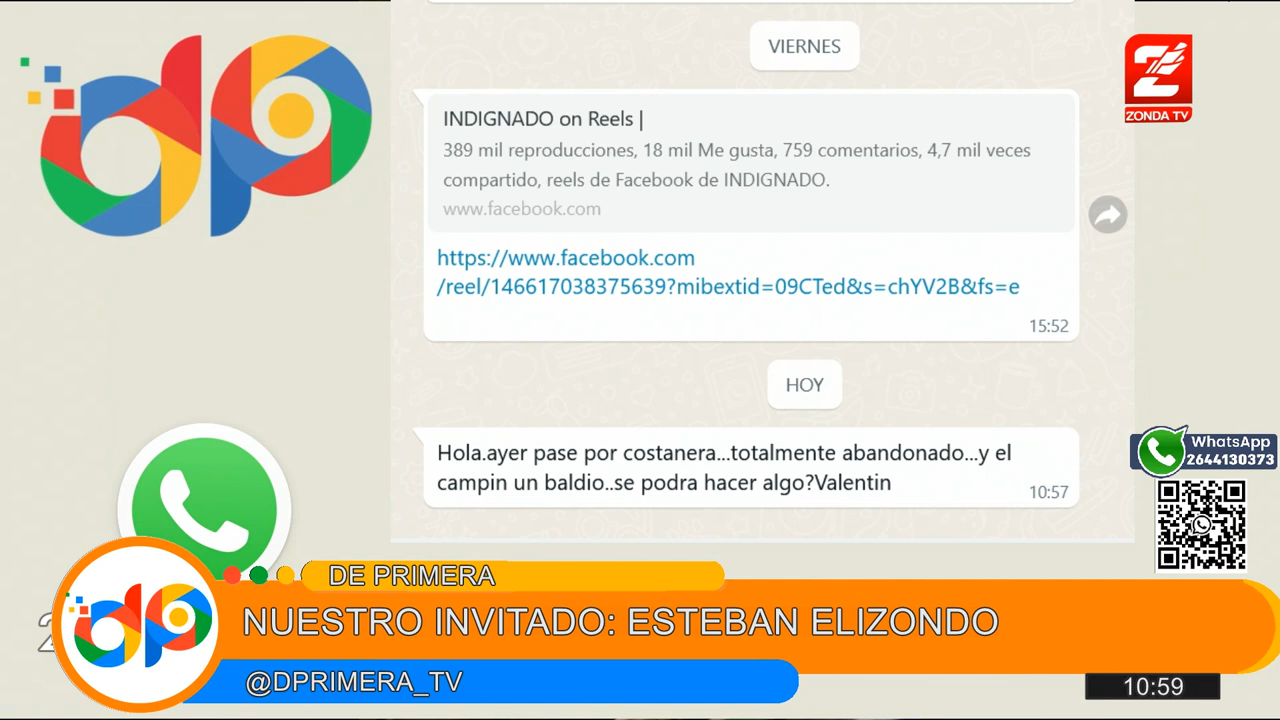 VIERNES
ZONDA TV
INDIGNADO on Reels |
389 mil reproducciones, 18 mil Me gusta, 759 comentarios, 4,7 mil veces
compartido, reels de Facebook de INDIGNADO.
www.facebook.com
https://www.facebook.com
/reel/146617038375639?mibextid=09CTed&s=chYV2B&fs=e
15:52
HOY
Hola.ayer pase por costanera...totalmente abandonado...y el
campin un baldio..se podra hacer algo?Valentin
10:57
WhatsApp
2644130373
DE PRIMERA
NUESTRO INVITADO: ESTEBAN ELIZONDO
@DPRIMERA_TV
10:59